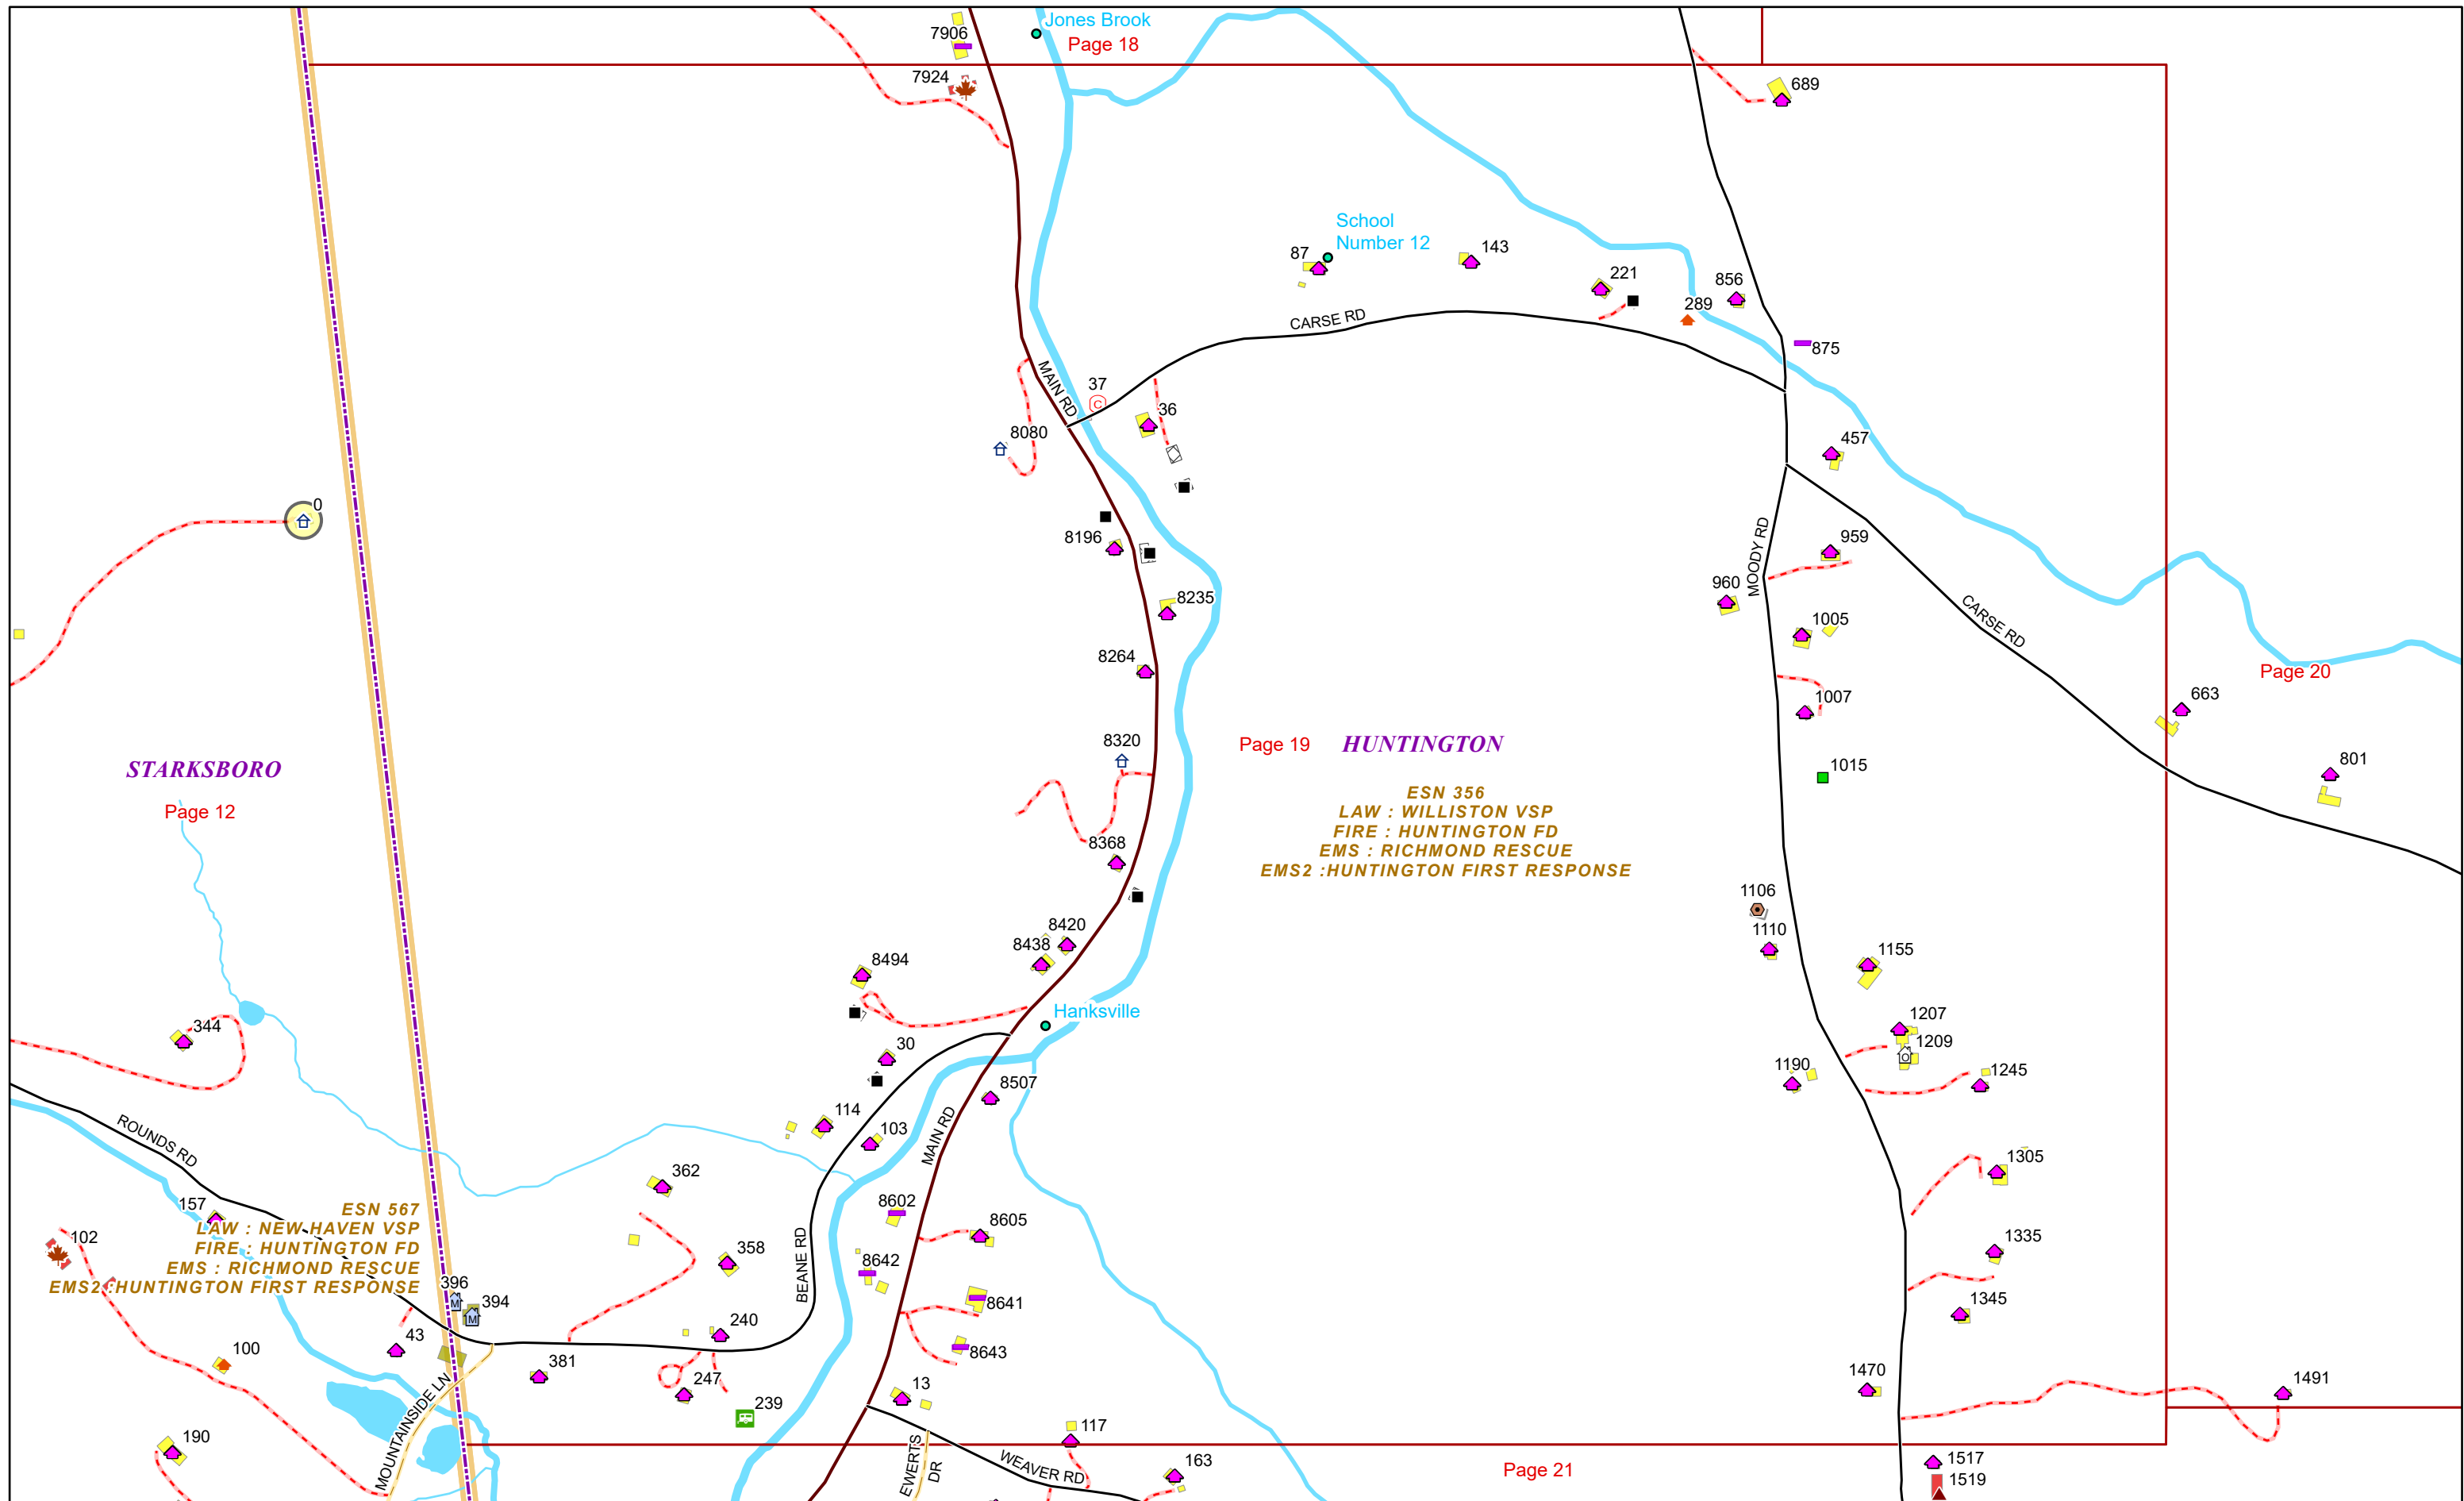 Jones Brook
Page 18
7906
7924
689
School
Number 12
87
143
221
856
289
CARSE RD
875
MAIN RD
37
36
8080
457
0
8196
MOODY RD
959
960
8235
CARSE RD
1005
8264
Page 20
663
1007
8320
Page 19
HUNTINGTON
STARKSBORO
801
1015
Page 12
ESN 356
LAW : WILLISTON VSP
FIRE : HUNTINGTON FD
EMS : RICHMOND RESCUE
EMS2 :HUNTINGTON FIRST RESPONSE
8368
1106
1110
8420
8438
1155
8494
Hanksville
344
1207
30
1209
O
1190
1245
8507
114
103
ROUNDS RD
MAIN RD
1305
362
157
8602
ESN 567
LAW : NEW HAVEN VSP
FIRE : HUNTINGTON FD
EMS : RICHMOND RESCUE
EMS2 :HUNTINGTON FIRST RESPONSE
8605
102
1335
358
BEANE RD
8642
396
M
394
M
8641
1345
43
240
8643
100
381
247
13
1470
1491
239
MOUNTAINSIDE LN
117
190
EWERTS
DR
WEAVER RD
163
Page 21
1517
1519
C